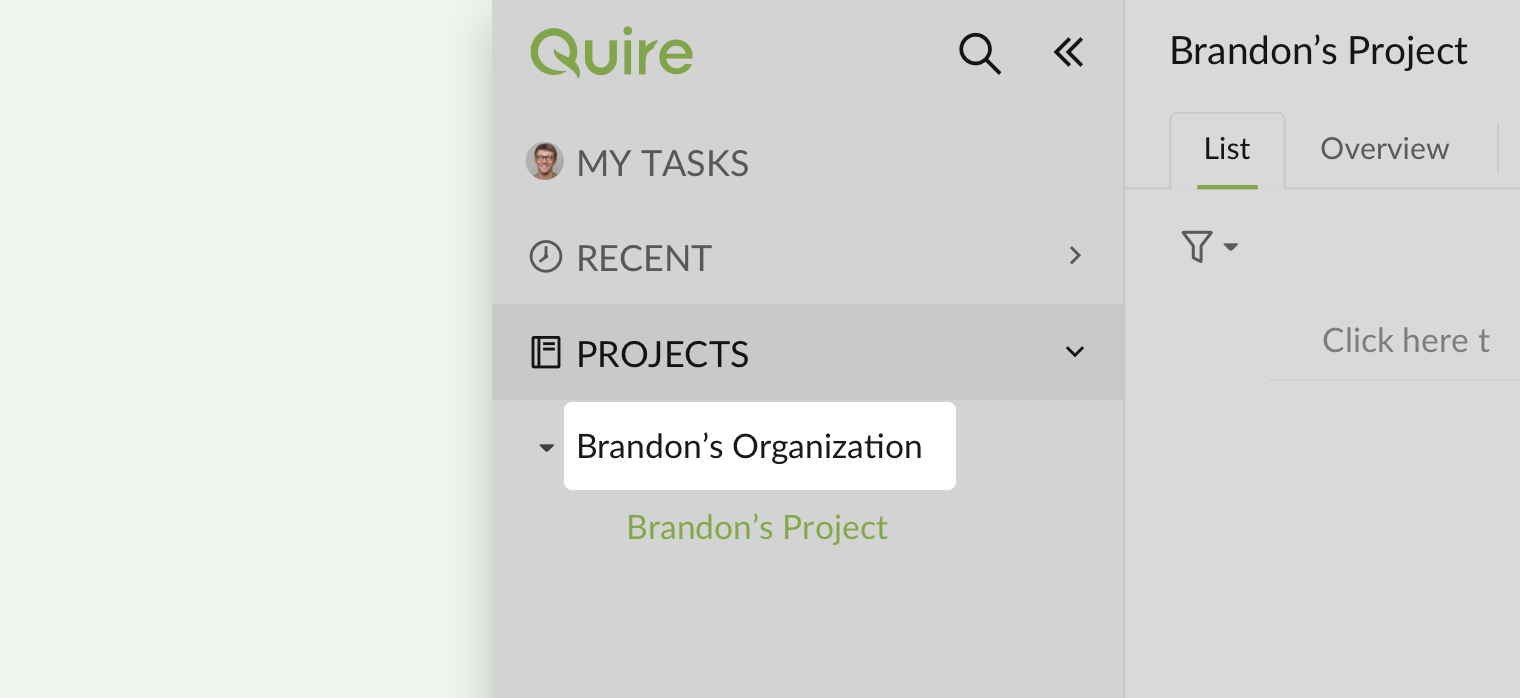 Quire
MY TASKS
RECENT
PROJECTS
Brandon’s Organization
Brandon’s Project
Brandon’s Project
List
Overview
Click here t